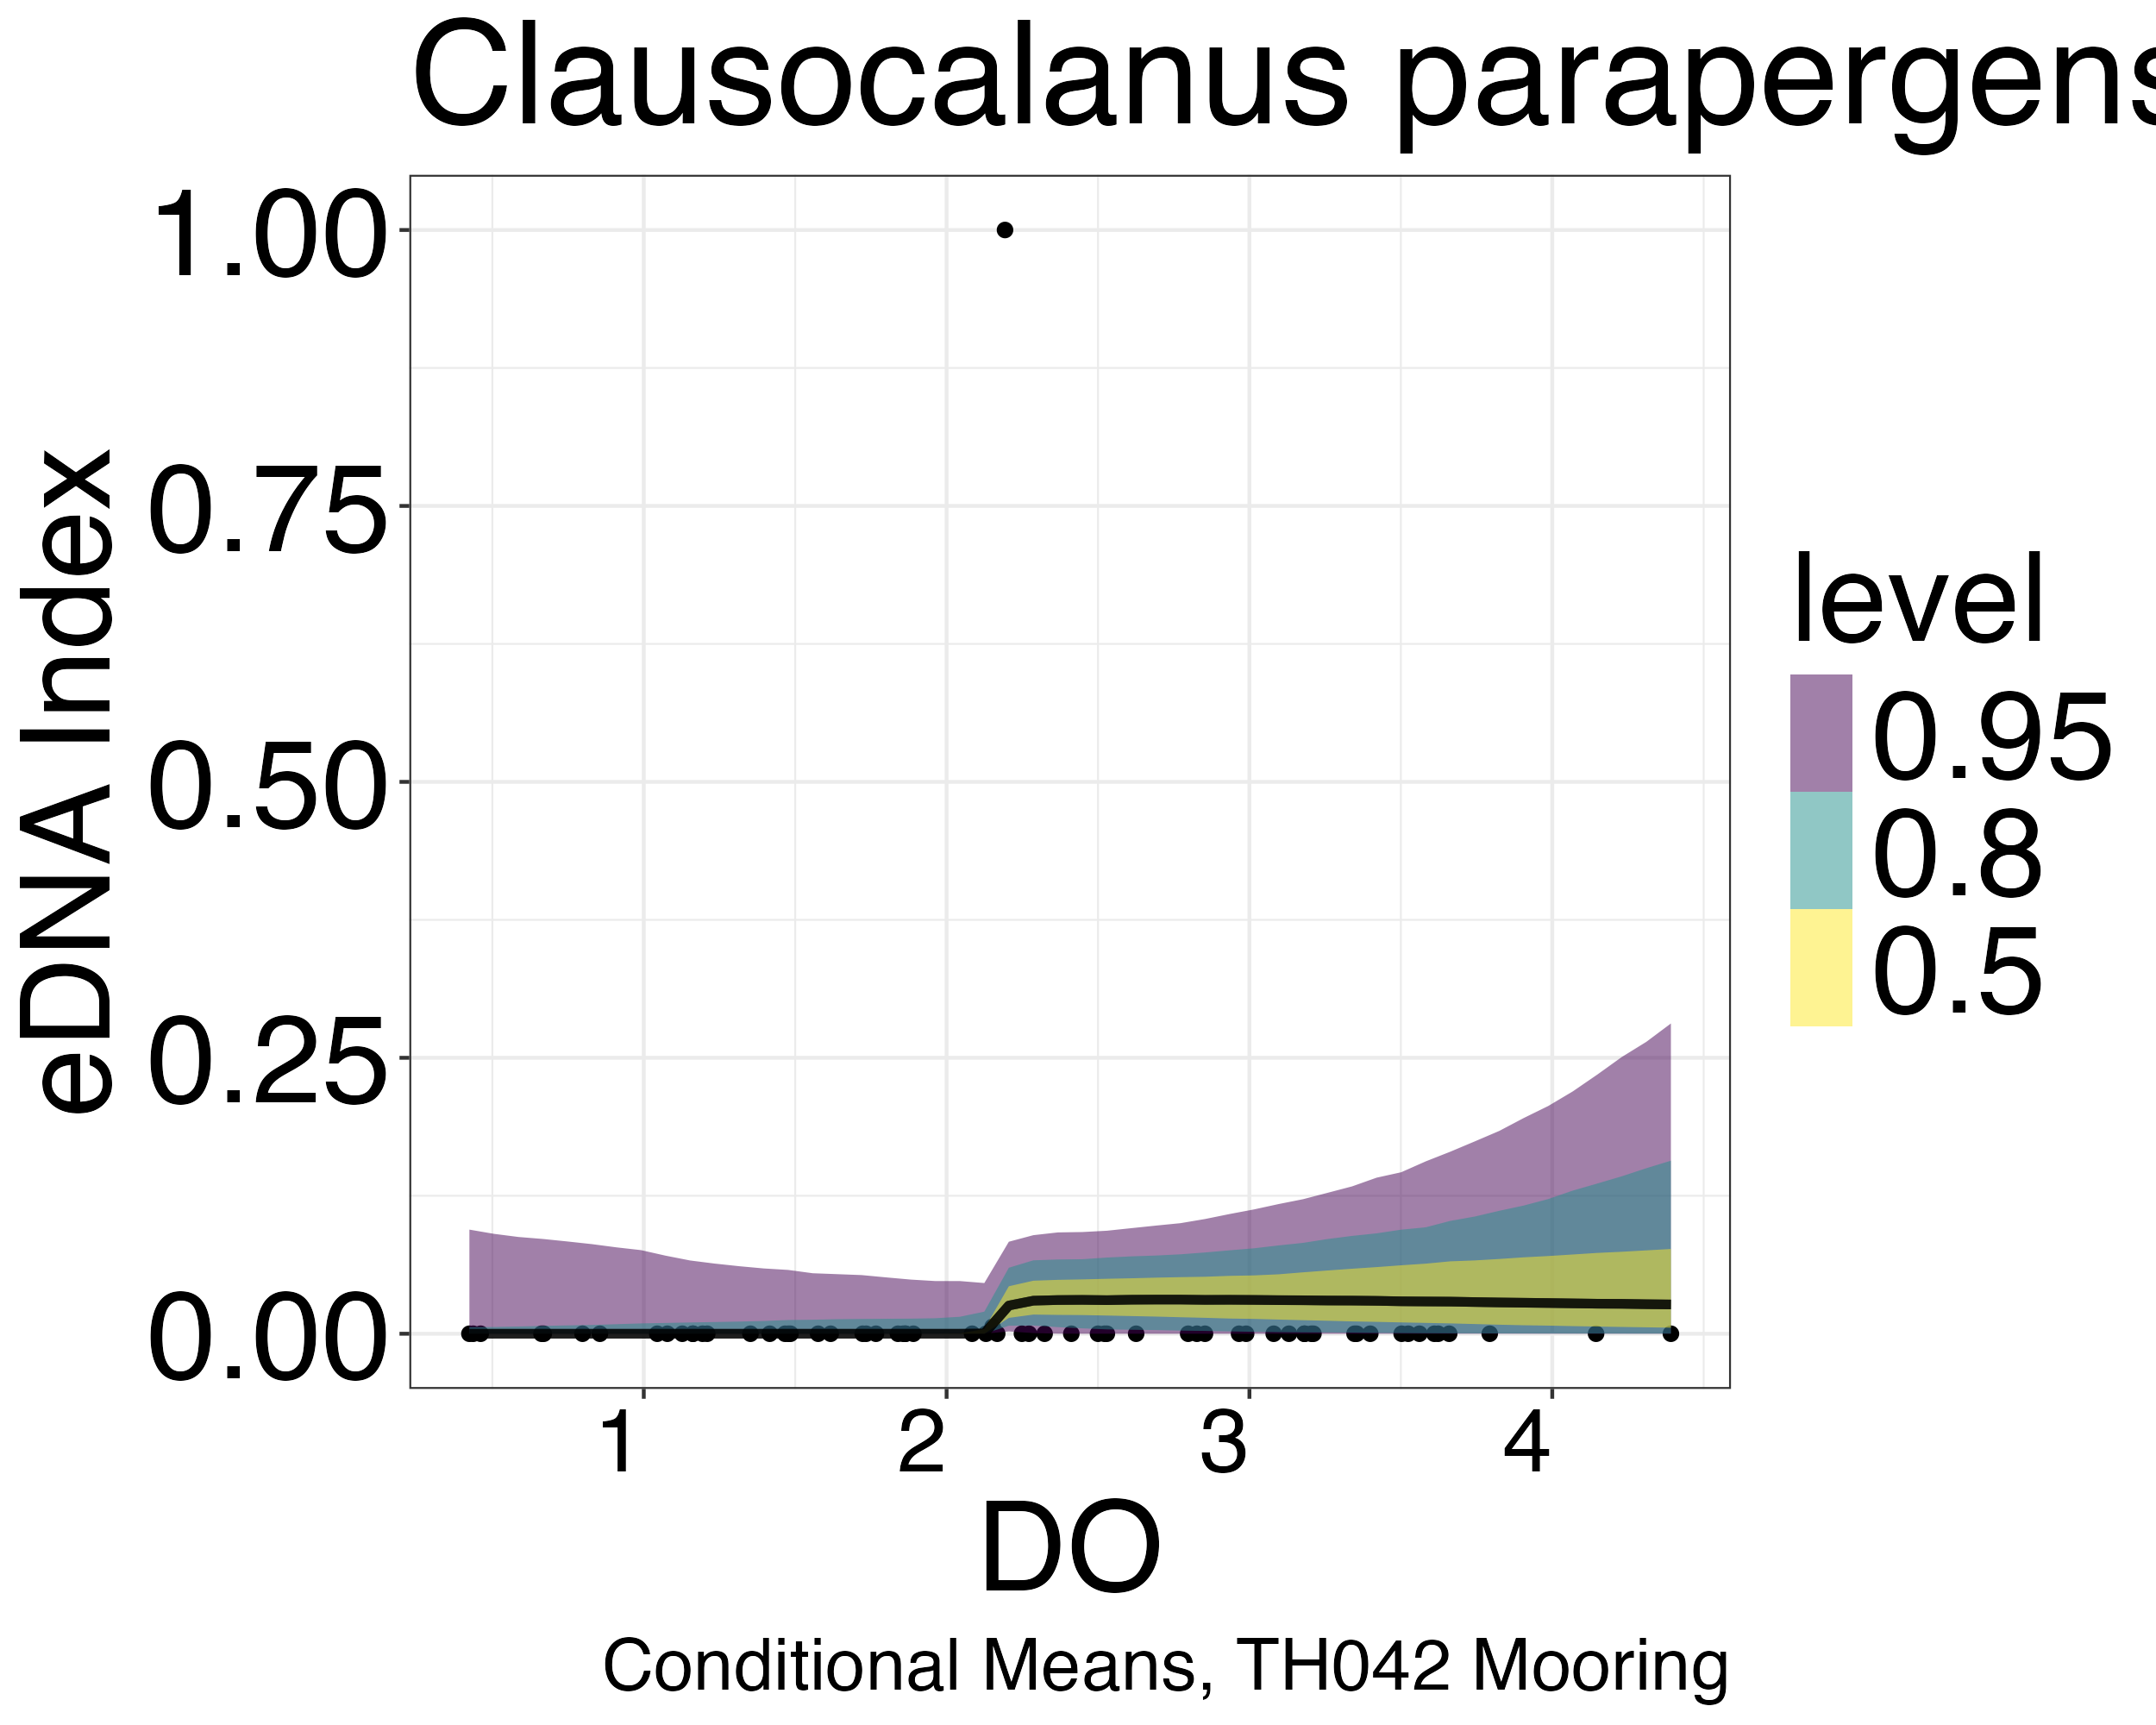 Clausocalanus parapergens
1.00
0.75
0.50
0.25
0.00
eDNA Index
1 2 3 4
DO
Conditional Means, TH042 Mooring
level
0.95
0.8
0.5